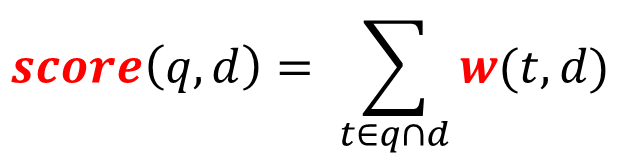 score(q,d) = ∑ w(t,d)
t∈q∩d